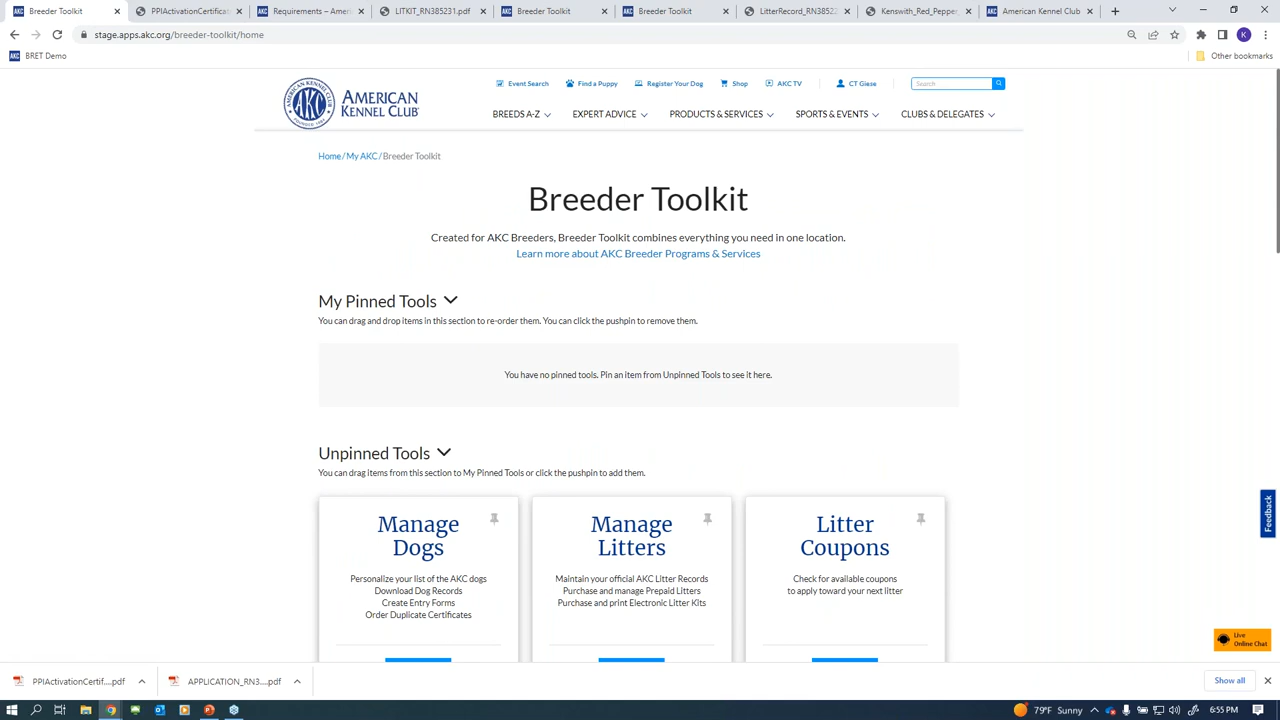 Breeder Toolkit
PPIActivationCertifica
Requirements – Ameri
LITKIT_RN385231.pdf
Breeder Toolkit
Breeder Toolkit
LitterRecord_RN38523
Kenswith_Red_Pepper
American Kennel Club
stage.apps.akc.org/breeder-toolkit/home
K
AKC BRET Demo
Other bookmarks
Event Search
Find a Puppy
Register Your Dog
Shop
AKC TV
CT Giese
Search
AMERICAN
KENNEL CLUB
BREEDS A-Z
EXPERT ADVICE
PRODUCTS & SERVICES
SPORTS & EVENTS
CLUBS & DELEGATES
Home / My AKC / Breeder Toolkit
Breeder Toolkit
Created for AKC Breeders, Breeder Toolkit combines everything you need in one location.
Learn more about AKC Breeder Programs & Services
My Pinned Tools
You can drag and drop items in this section to re-order them. You can click the pushpin to remove them.
You have no pinned tools. Pin an item from Unpinned Tools to see it here.
Unpinned Tools
You can drag items from this section to My Pinned Tools or click the pushpin to add them.
Manage
Dogs
Personalize your list of the AKC dogs
Download Dog Records
Create Entry Forms
Order Duplicate Certificates
Manage
Litters
Maintain your official AKC Litter Records
Purchase and manage Prepaid Litters
Purchase and print Electronic Litter Kits
Litter
Coupons
Check for available coupons
to apply toward your next litter
Feedback
Live
Online Chat
PPIActivationCertif....pdf
APPLICATION_RN3....pdf
Show all
79°F Sunny
6:55 PM